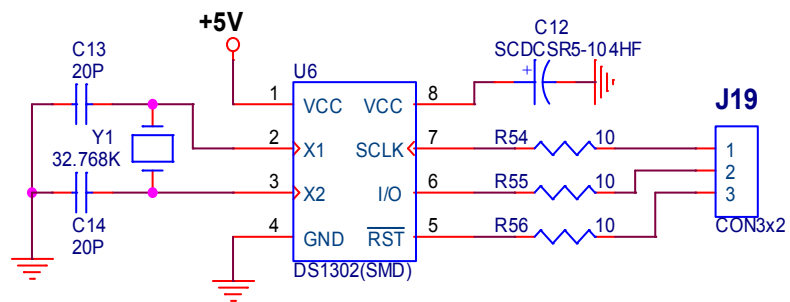 +5V
C12
SCDCSR5-104HF
C13
20P
U6
J19
1 VCC VCC 8
Y1
32.768K
2 X1 SCLK 7 R54 10 1
3 X2 I/O 6 R55 10 2
3
C14
20P
4 GND RST 5 R56 10
CON3x2
DS1302(SMD)